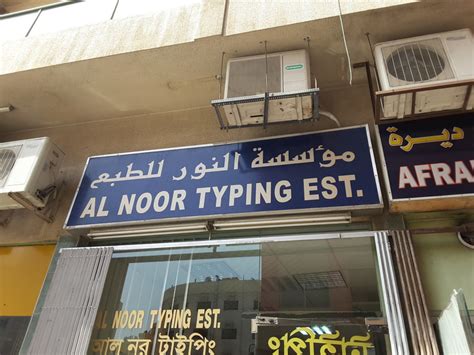 مؤسسة النور للطبع
AL NOOR TYPING EST.
ديرة
AFRA
AL NOOR TYPING EST.
আল নূর টাইপিং